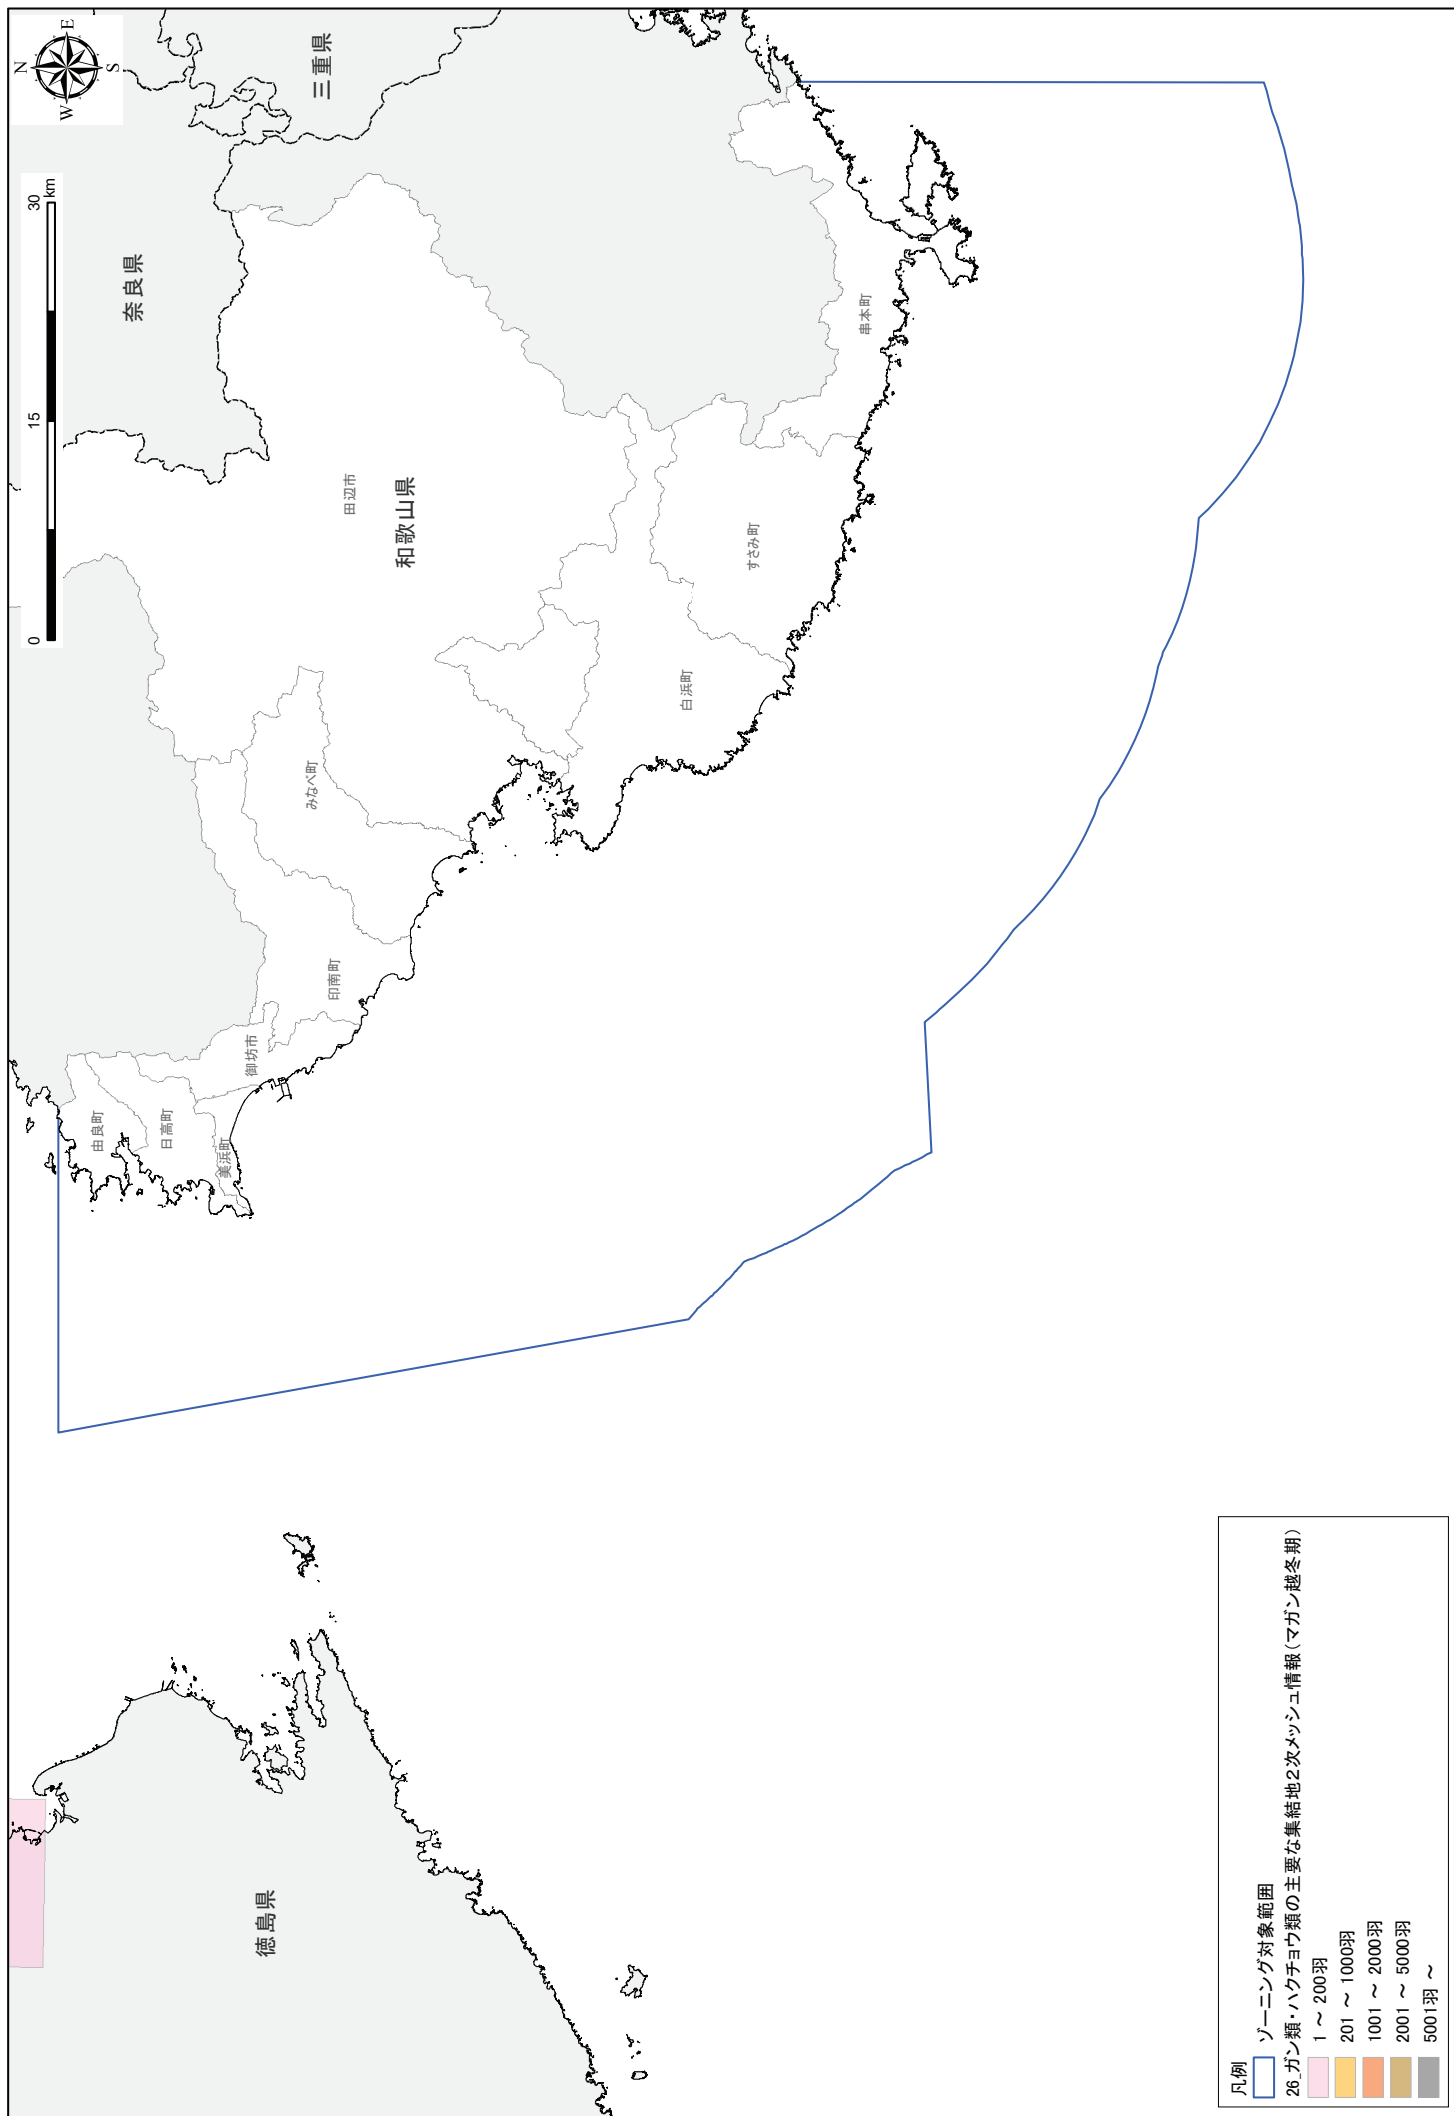 N
W
E
S
0
15
30
km
三重県
奈良県
和歌山県
徳島県
田辺市
みなべ町
印南町
御坊市
由良町
日高町
美浜町
白浜町
すさみ町
串本町
凡例
ゾーニング対象範囲
26_ガン類・ハクチョウ類の主要な集結地2次メッシュ情報(マガン越冬期)
1 ～ 200羽
201 ～ 1000羽
1001 ～ 2000羽
2001 ～ 5000羽
5001羽 ～